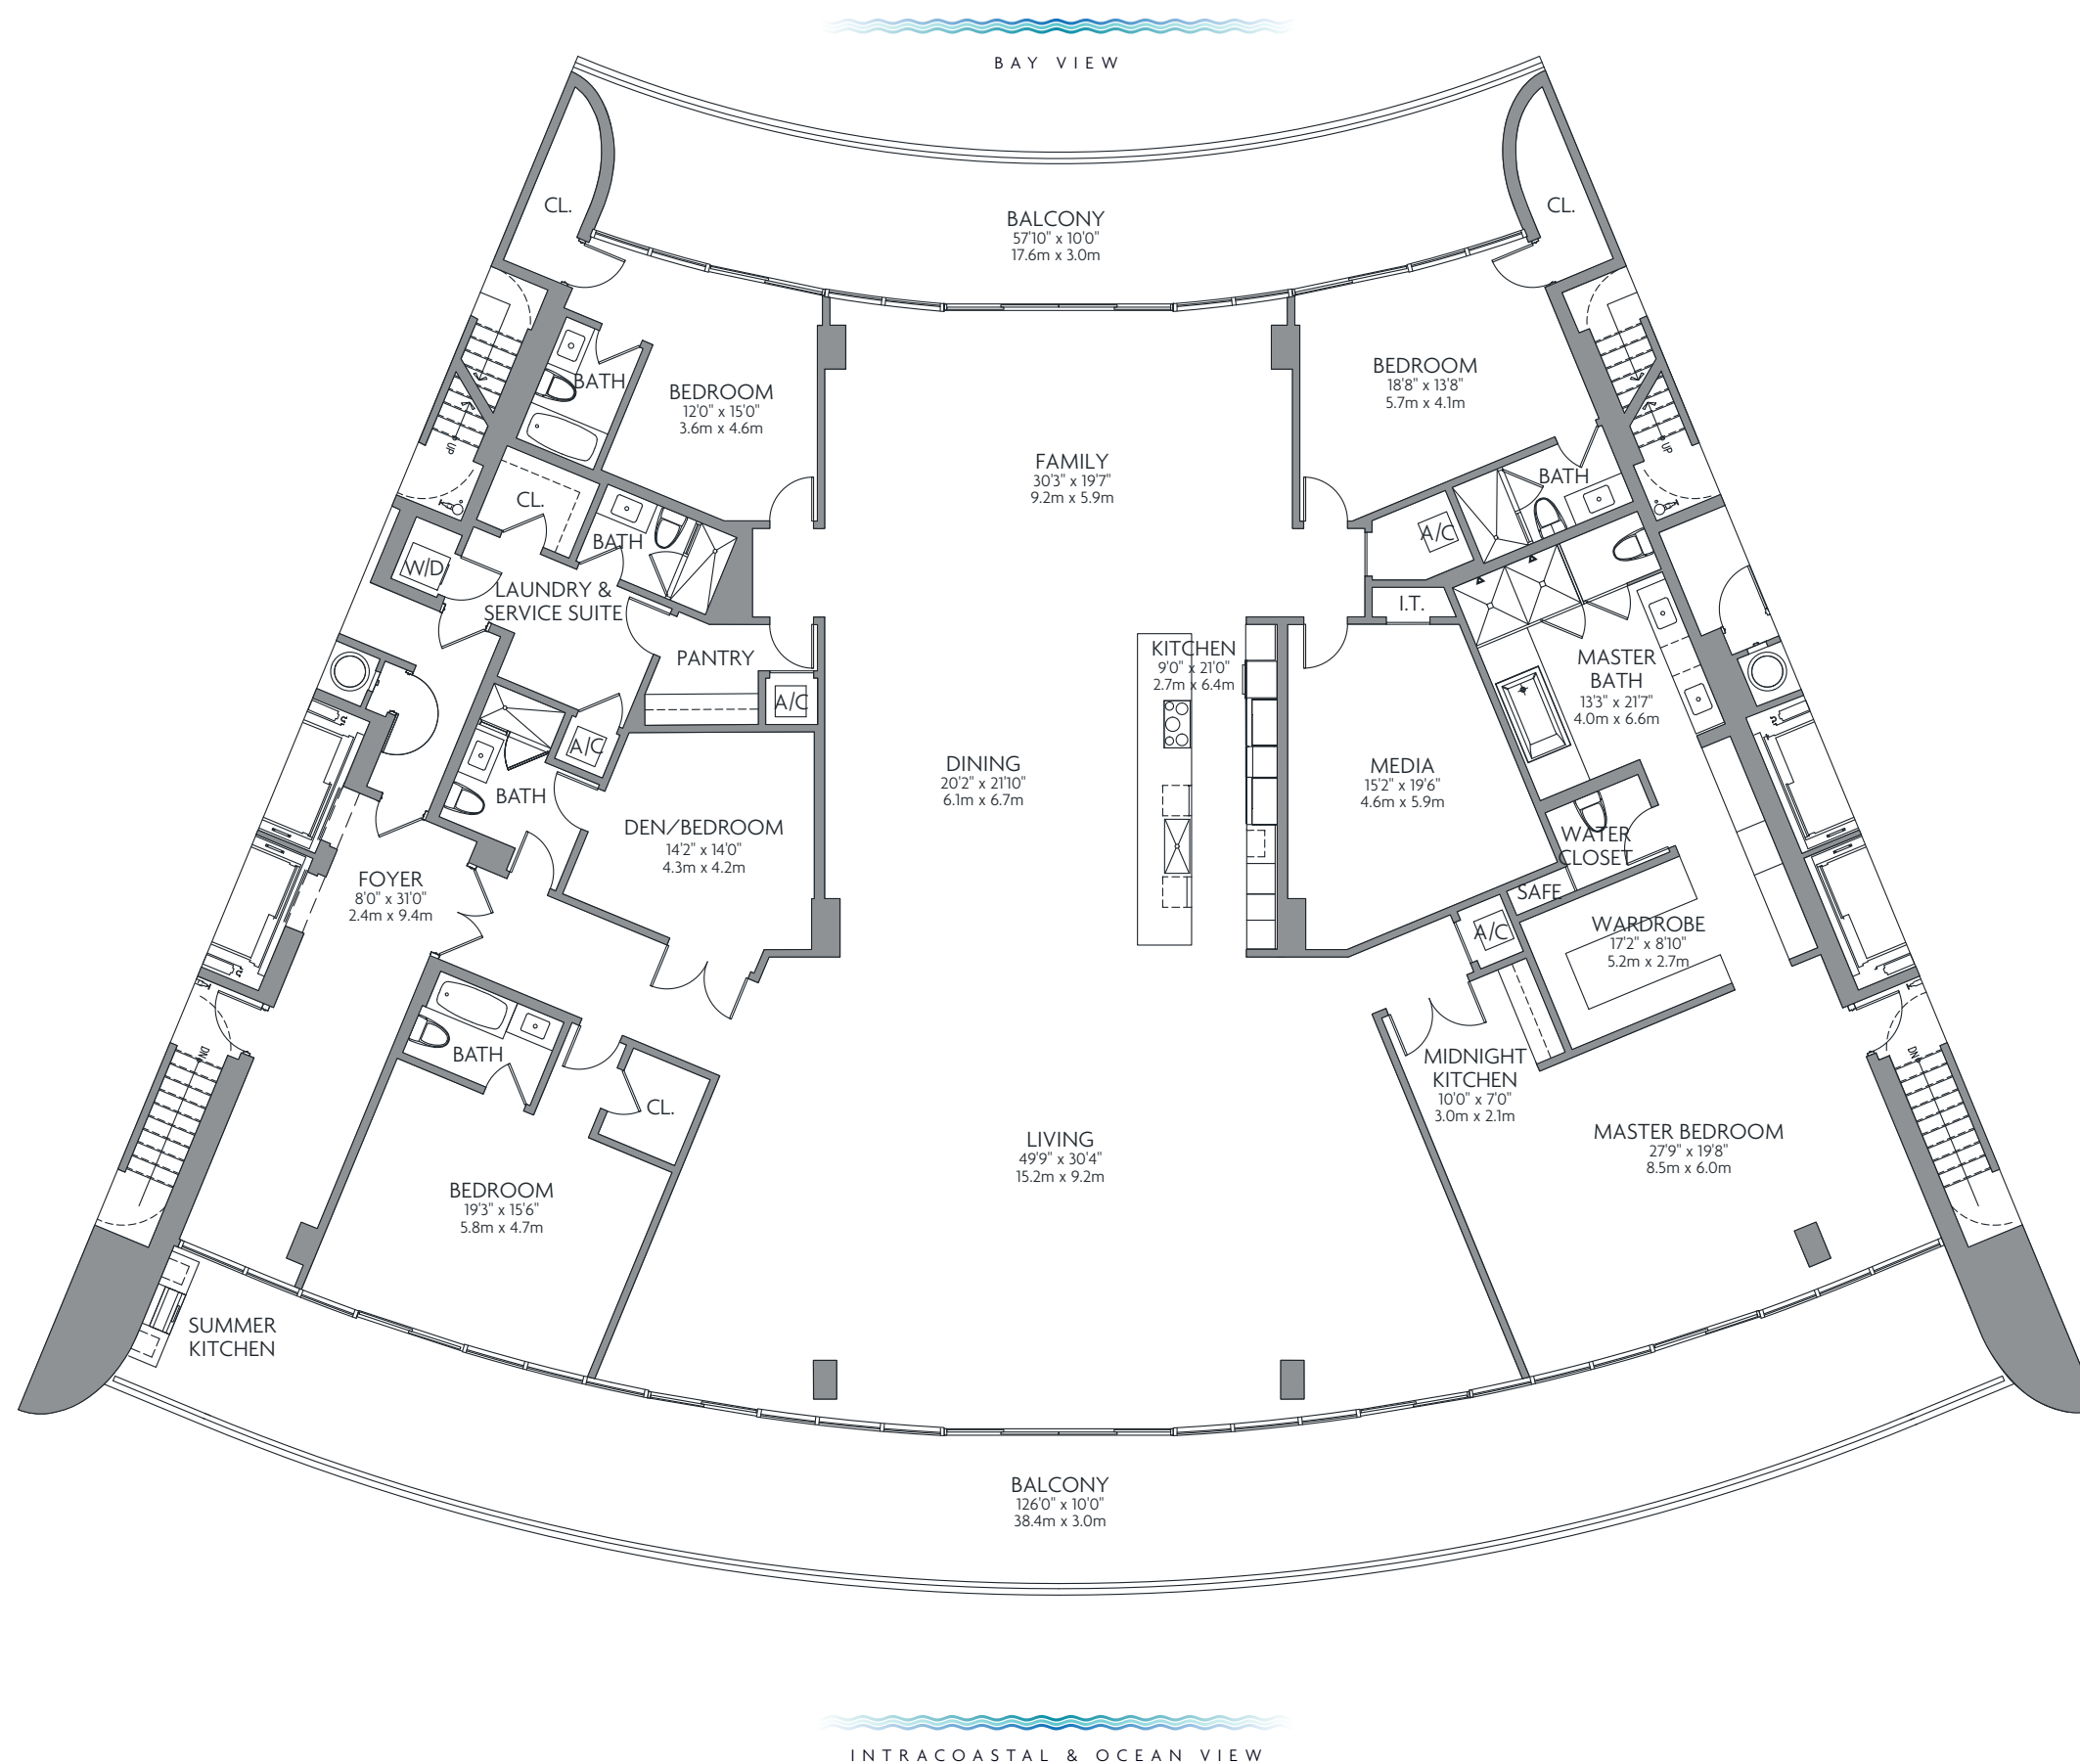 BAY VIEW
CL.
BALCONY
57'10" x 10'0"
17.6m x 3.0m
CL.
BATH
BEDROOM
12'0" x 15'0"
3.6m x 4.6m
BEDROOM
18'8" x 13'8"
5.7m x 4.1m
UP
UP
FAMILY
30'3" x 19'7"
9.2m x 5.9m
BATH
CL.
BATH
A/C
W/D
LAUNDRY &
SERVICE SUITE
I.T.
PANTRY
A/C
KITCHEN
9'0" x 21'0"
2.7m x 6.4m
MASTER
BATH
13'3" x 21'7"
4.0m x 6.6m
A/C
BATH
DINING
20'2" x 21'10"
6.1m x 6.7m
MEDIA
15'2" x 19'6"
4.6m x 5.9m
DEN/BEDROOM
14'2" x 14'0"
4.3m x 4.2m
WATER
CLOSET
FOYER
8'0" x 31'0"
2.4m x 9.4m
SAFE
A/C
WARDROBE
17'2" x 8'10"
5.2m x 2.7m
DN
BATH
CL.
MIDNIGHT
KITCHEN
10'0" x 7'0"
3.0m x 2.1m
DN
LIVING
49'9" x 30'4"
15.2m x 9.2m
MASTER BEDROOM
27'9" x 19'8"
8.5m x 6.0m
BEDROOM
19'3" x 15'6"
5.8m x 4.7m
SUMMER
KITCHEN
BALCONY
126'0" x 10'0"
38.4m x 3.0m
INTRACOASTAL & OCEAN VIEW